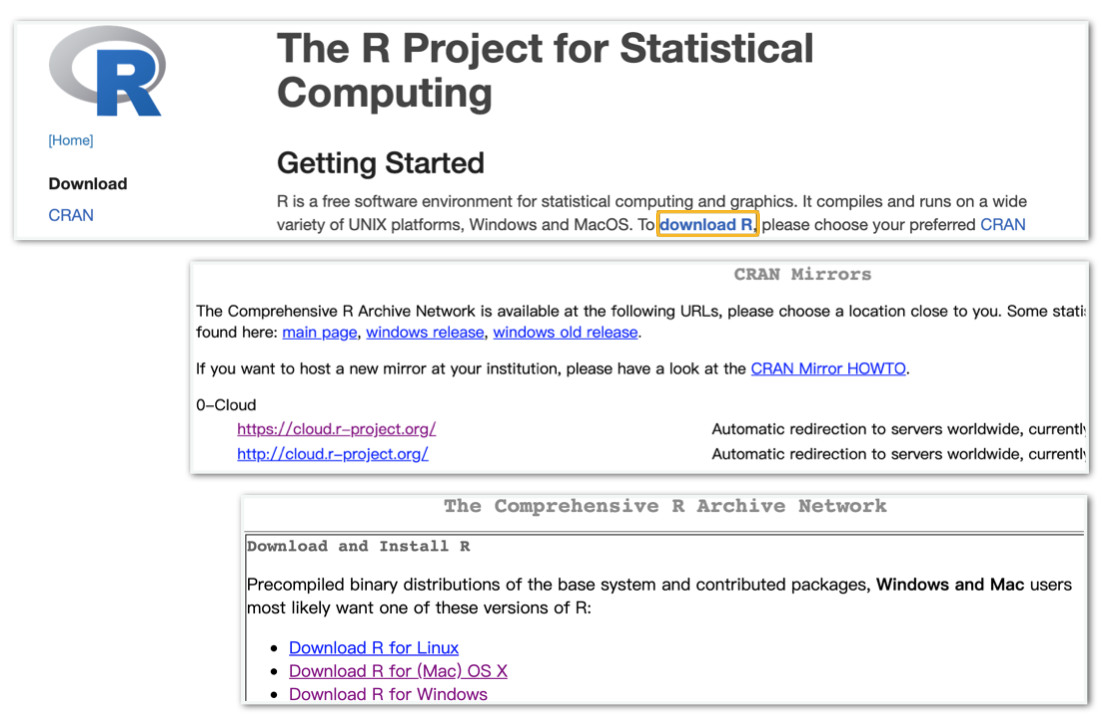 R
The R Project for Statistical
Computing
[Home]
Getting Started
Download
CRAN
R is a free software environment for statistical computing and graphics. It compiles and runs on a wide
variety of UNIX platforms, Windows and MacOS. To download R, please choose your preferred CRAN
CRAN Mirrors
The Comprehensive R Archive Network is available at the following URLs, please choose a location close to you. Some
found here: main page, windows release, windows old release.
If you want to host a new mirror at your institution, please have a look at the CRAN Mirror HOWTO.
0-Cloud
https://cloud.r-project.org/ Automatic redirection to servers worldwide,
http://cloud.r-project.org/ Automatic redirection to servers worldwide,
The Comprehensive R Archive Network
Download and Install R
Precompiled binary distributions of the base system and contributed packages, Windows and Mac users
most likely want one of these versions of R:
• Download R for Linux
• Download R for (Mac) OS X
• Download R for Windows